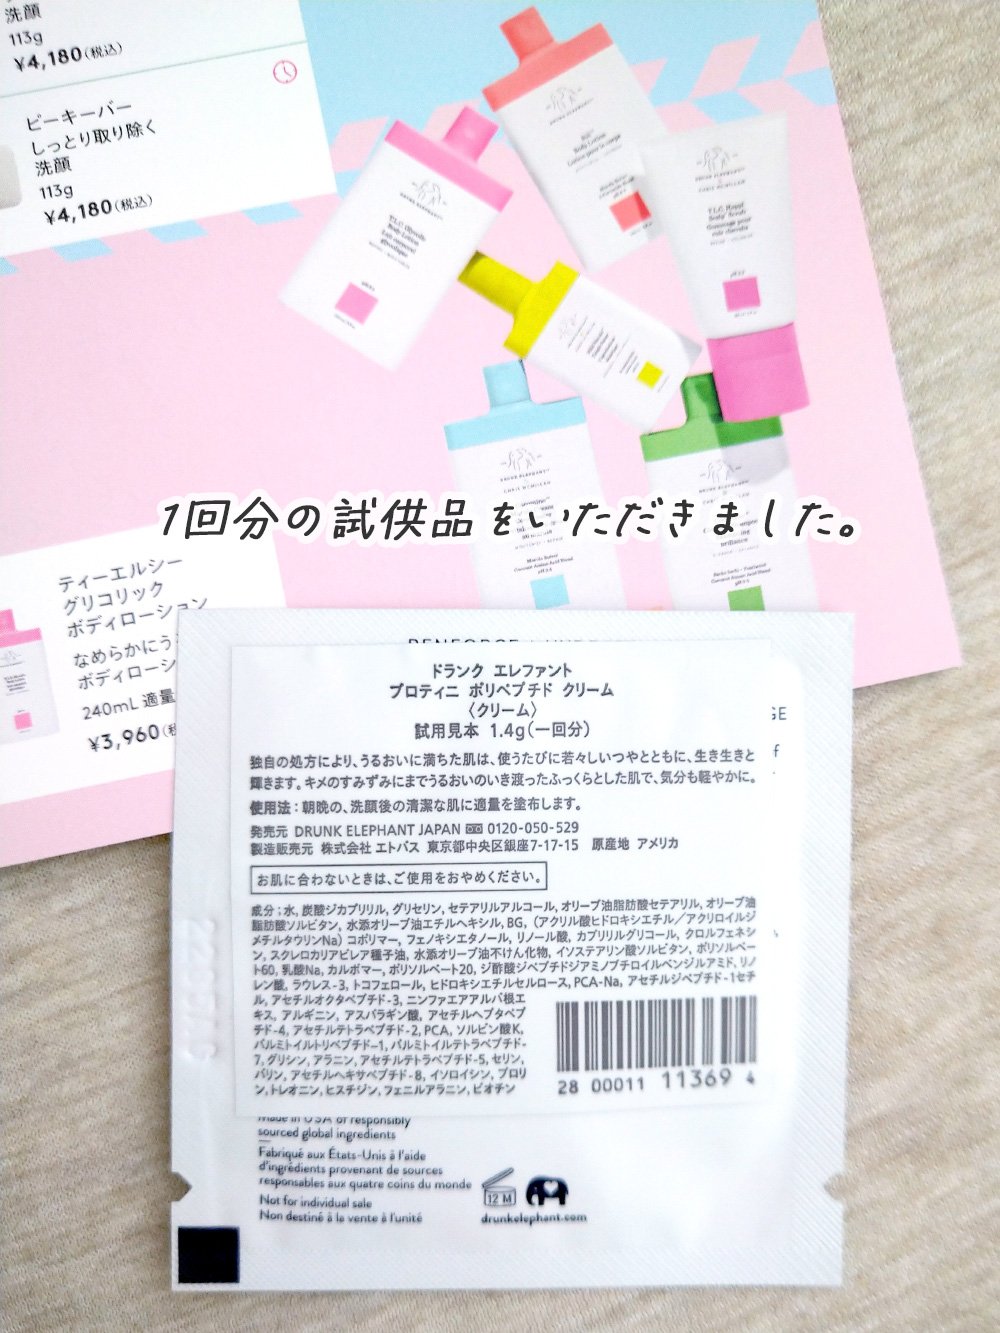 洗顔
113g
¥4,180(税込)
ピーキーバー
しっとり取り除く
洗顔
113g
¥4,180(税込)
DRUNK ELEPHANT™
Body Lotion
T.L.C. Glycolic
Body Lotion
T.L.C. Happi
Scalp™ Scrub
1回分の試供品をいただきました。
ティーエルシー
グリコリック
ボディローション
なめらかにう
ボディローシ
240mL 適量
¥3,960
ドランク エレファント
プロティニ ポリペプチド クリーム
〈クリーム〉
試用見本 1.4g(一回分)
独自の処方により、うるおいに満ちた肌は、使うたびに若々しいつやとともに、生き生きと
輝きます。キメのすみずみにまでうるおいのいき渡ったふっくらとした肌で、気分も軽やかに。
使用法:朝晩の、洗顔後の清潔な肌に適量を塗布します。
発売元 DRUNK ELEPHANT JAPAN 0120-050-529
製造販売元 株式会社 エトバス 東京都中央区銀座7-17-15 原産地 アメリカ
お肌に合わないときは、ご使用をおやめください。
成分:水,炭酸ジカプリリル,グリセリン,セテアリルアルコール,オリーブ油脂肪酸セテアリル,オリーブ油
脂肪酸ソルビタン,水添オリーブ油エチルヘキシル,BG,(アクリル酸ヒドロキシエチル/アクリロイルジ
メチルタウリンNa)コポリマー,フェノキシエタノール,リノール酸,カプリリルグリコール,クロルフェネシ
ン,スクレロカリアビレア種子油,水添オリーブ油不けん化物,イソステアリン酸ソルビタン,ポリソルベー
ト60,乳酸Na,カルボマー,ポリソルベート20,ジ酢酸ジペプチドジアミノブチロイルベンジルアミド,リノ
レン酸,ラウレス-3,トコフェロール,ヒドロキシエチルセルロース,PCA-Na,アセチルジペプチド-1セチ
ル,アセチルオクタペプチド-3,ニンファエアアルバ根エ
キス,アルギニン,アスパラギン酸,アセチルヘプタペプ
チド-4,アセチルテトラペプチド-2,PCA,ソルビン酸K,
パルミトイルトリペプチド-1,パルミトイルテトラペプチド-
7,グリシン,アラニン,アセチルテトラペプチド-5,セリン,
バリン,アセチルヘキサペプチド-8,イソロイシン,プロリ
ン,トレオニン,ヒスチジン,フェニルアラニン,ビオチン
28 00011 11369 4
Made in USA of responsibly
sourced global ingredients
Fabriqué aux États-Unis à l'aide
d'ingrédients provenant de sources
responsables aux quatre coins du monde
Not for individual sale
Non destiné à la vente à l'unité
12 M
drunkelephant.com